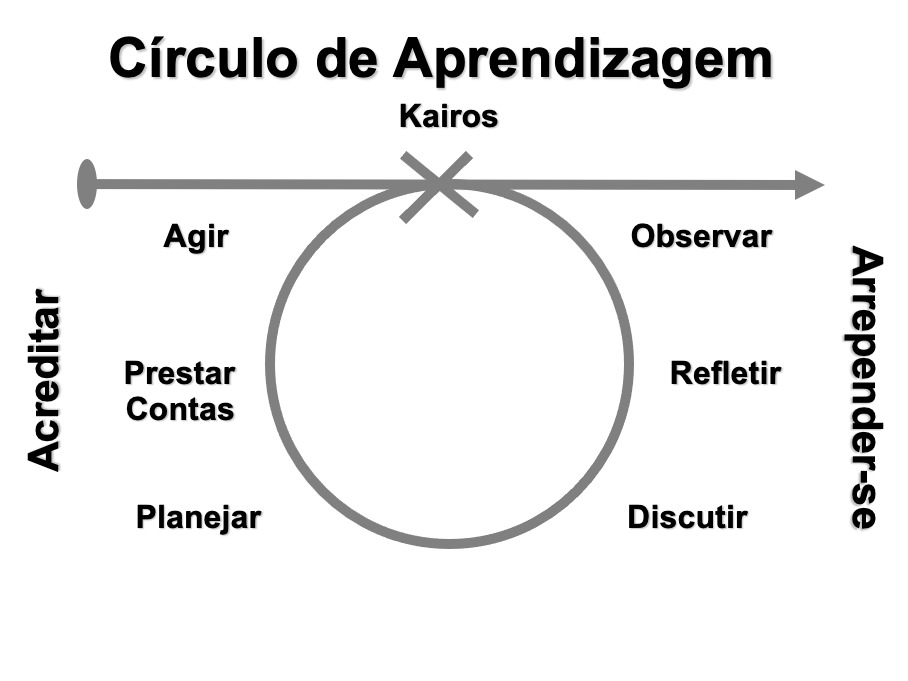 Círculo de Aprendizagem
Kairos
Agir
Observar
Acreditar
Arrepender-se
Prestar
Contas
Refletir
Planejar
Discutir